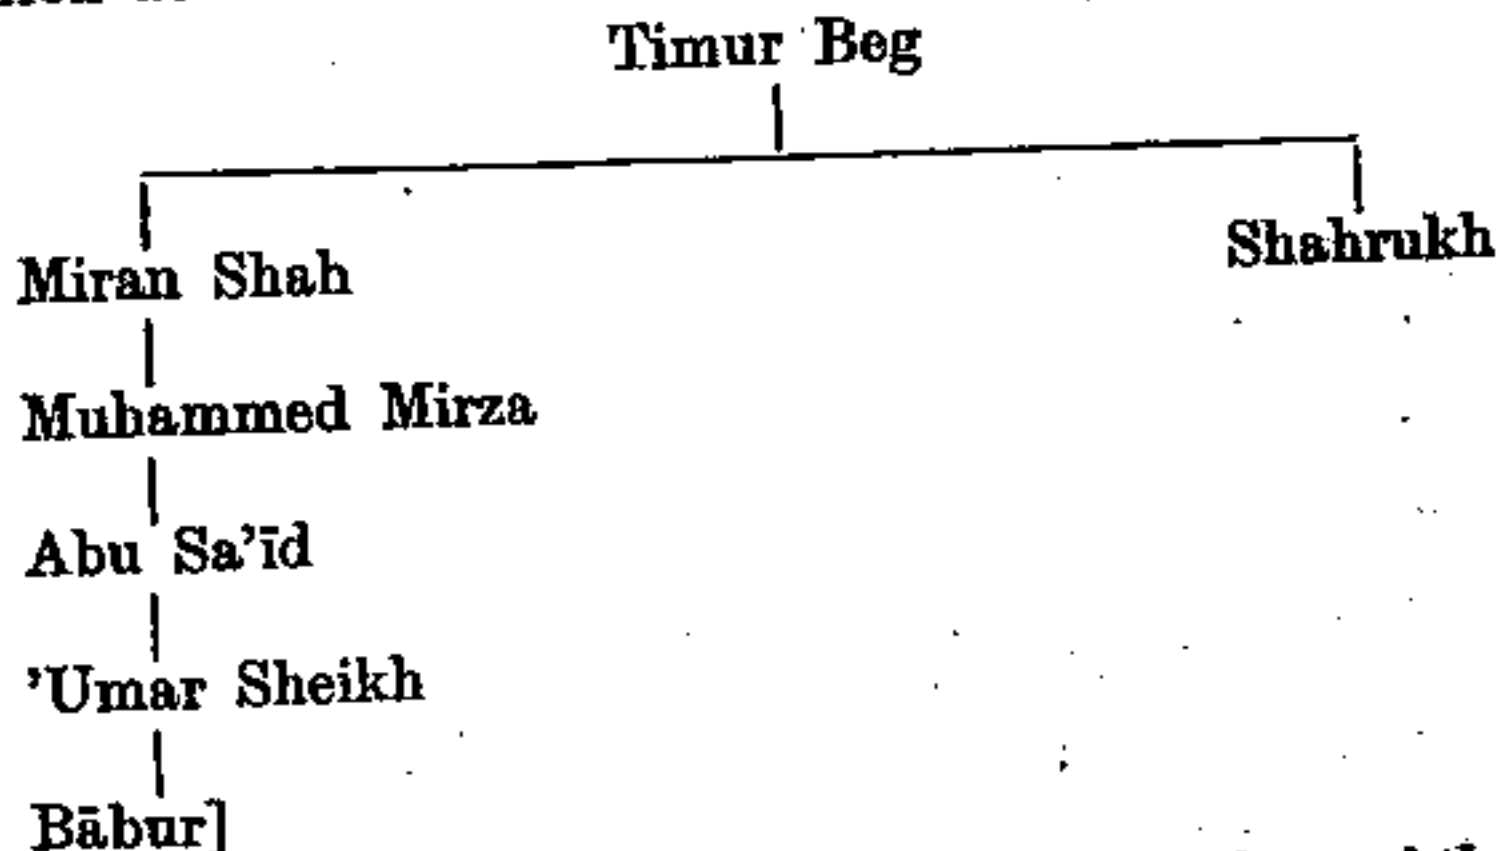 Timur Beg
Miran Shah
Shahrukh
Muhammed Mirza
Abu Sa’īd
’Umar Sheikh
Bābur]